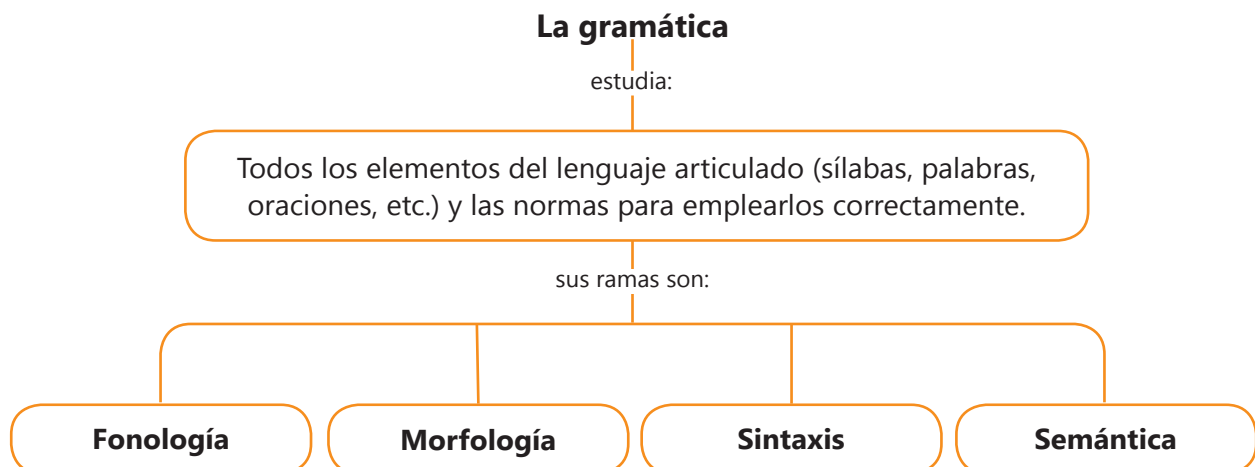 La gramática
estudia:
Todos los elementos del lenguaje articulado (sílabas, palabras,
oraciones, etc.) y las normas para emplearlos correctamente.
sus ramas son:
Fonología
Morfología
Sintaxis
Semántica